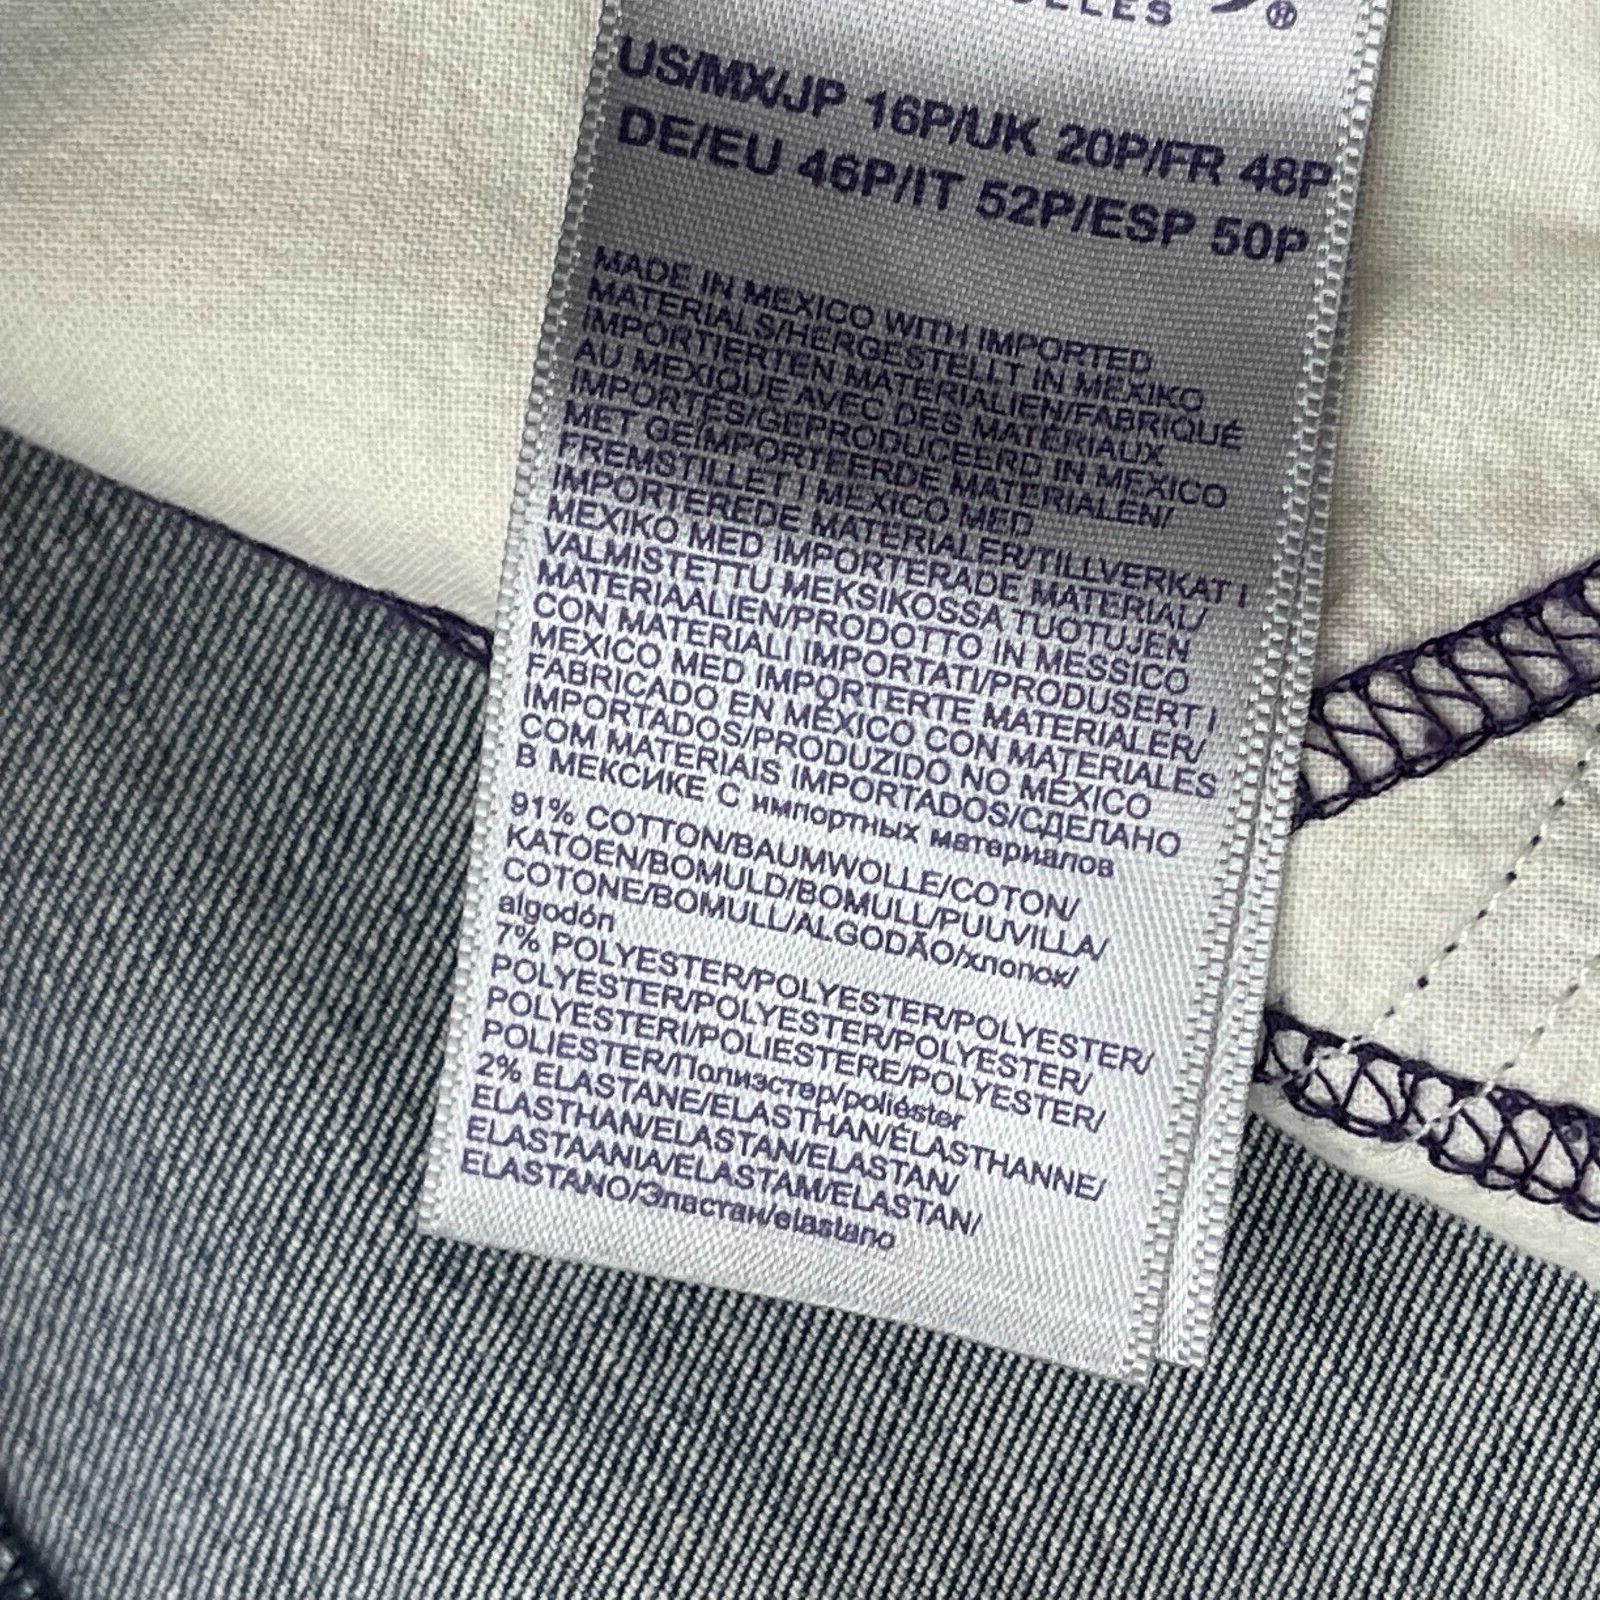 ®
US/MX/JP 16P/UK 20P/FR 48P
DE/EU 46P/IT 52P/ESP 50P
MADE IN MEXICO WITH IMPORTED
MATERIALS/HERGESTELLT IN MEXIKO
IMPORTIERTEN MATERIALIEN/FABRIQUÉ
AU MEXIQUE AVEC DES MATÉRIAUX
IMPORTÉS/GEPRODUCEERD IN MEXICO
MET GEÏMPORTEERDE MATERIALEN/
FREMSTILLET I MEXICO MED
IMPORTEREDE MATERIALER/TILLVERKAT I
MEXIKO MED IMPORTERADE MATERIAL/
VALMISTETTU MEKSIKOSSA TUOTUJEN
MATERIAALIEN/PRODOTTO IN MESSICO
CON MATERIALI IMPORTATI/PRODUSERT I
MEXICO MED IMPORTERTE MATERIALER/
FABRICADO EN MÉXICO CON MATERIALES
IMPORTADOS/PRODUZIDO NO MÉXICO
COM MATERIAIS IMPORTADOS/СДЕЛАНО
В МЕКСИКЕ С импортных материалов
91% COTTON/BAUMWOLLE/COTON/
KATOEN/BOMULD/BOMULL/PUUVILLA/
COTONE/BOMULL/ALGODÃO/хлопок/
algodón
7% POLYESTER/POLYESTER/POLYESTER/
POLYESTER/POLYESTER/POLYESTER/
POLYESTERI/POLIESTERE/POLYESTER/
POLIESTER/Полиэстер/poliéster
2% ELASTANE/ELASTHAN/ÉLASTHANNE/
ELASTHAN/ELASTAN/ELASTAN/
ELASTAANIA/ELASTAM/ELASTAN/
ELASTANO/Эластан/elastano